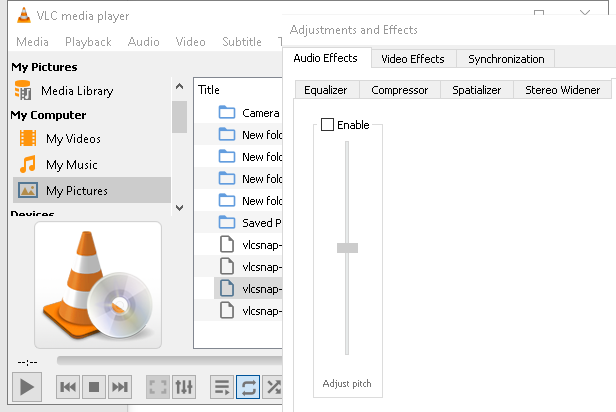 VLC media player
Media Playback Audio Video Subtitle
Adjustments and Effects
Audio Effects Video Effects Synchronization
Equalizer Compressor Spatializer Stereo Widener
Enable
Adjust pitch
My Pictures
Media Library
My Computer
My Videos
My Music
My Pictures
Devices
Title
Camera
New fold
New fold
New fold
New fold
Saved P
vlcsnap-
vlcsnap-
vlcsnap-
vlcsnap-
--:--